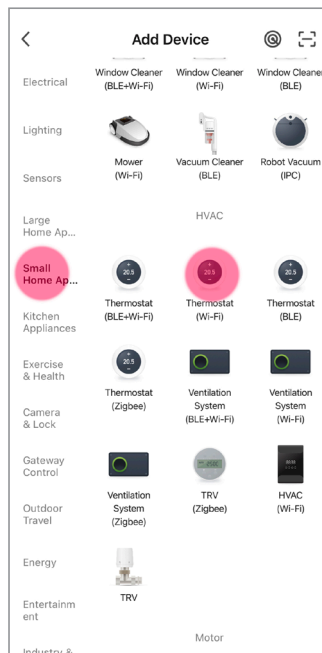 Add Device
Electrical
Lighting
Sensors
Large
Home Ap...
Small
Home Ap...
Kitchen
Appliances
Exercise
& Health
Camera
& Lock
Gateway
Control
Outdoor
Travel
Energy
Entertainm
ent
Industry &
Window Cleaner
(BLE+Wi-Fi)
Window Cleaner
(Wi-Fi)
Window Cleaner
(BLE)
Mower
(Wi-Fi)
Vacuum Cleaner
(BLE)
Robot Vacuum
(IPC)
HVAC
20.5
Thermostat
(BLE+Wi-Fi)
20.5
Thermostat
(Wi-Fi)
20.5
Thermostat
(BLE)
20.5
Thermostat
(Zigbee)
Ventilation
System
(BLE+Wi-Fi)
Ventilation
System
(Wi-Fi)
Ventilation
System
(Zigbee)
TRV
(Zigbee)
HVAC
(Wi-Fi)
TRV
Motor